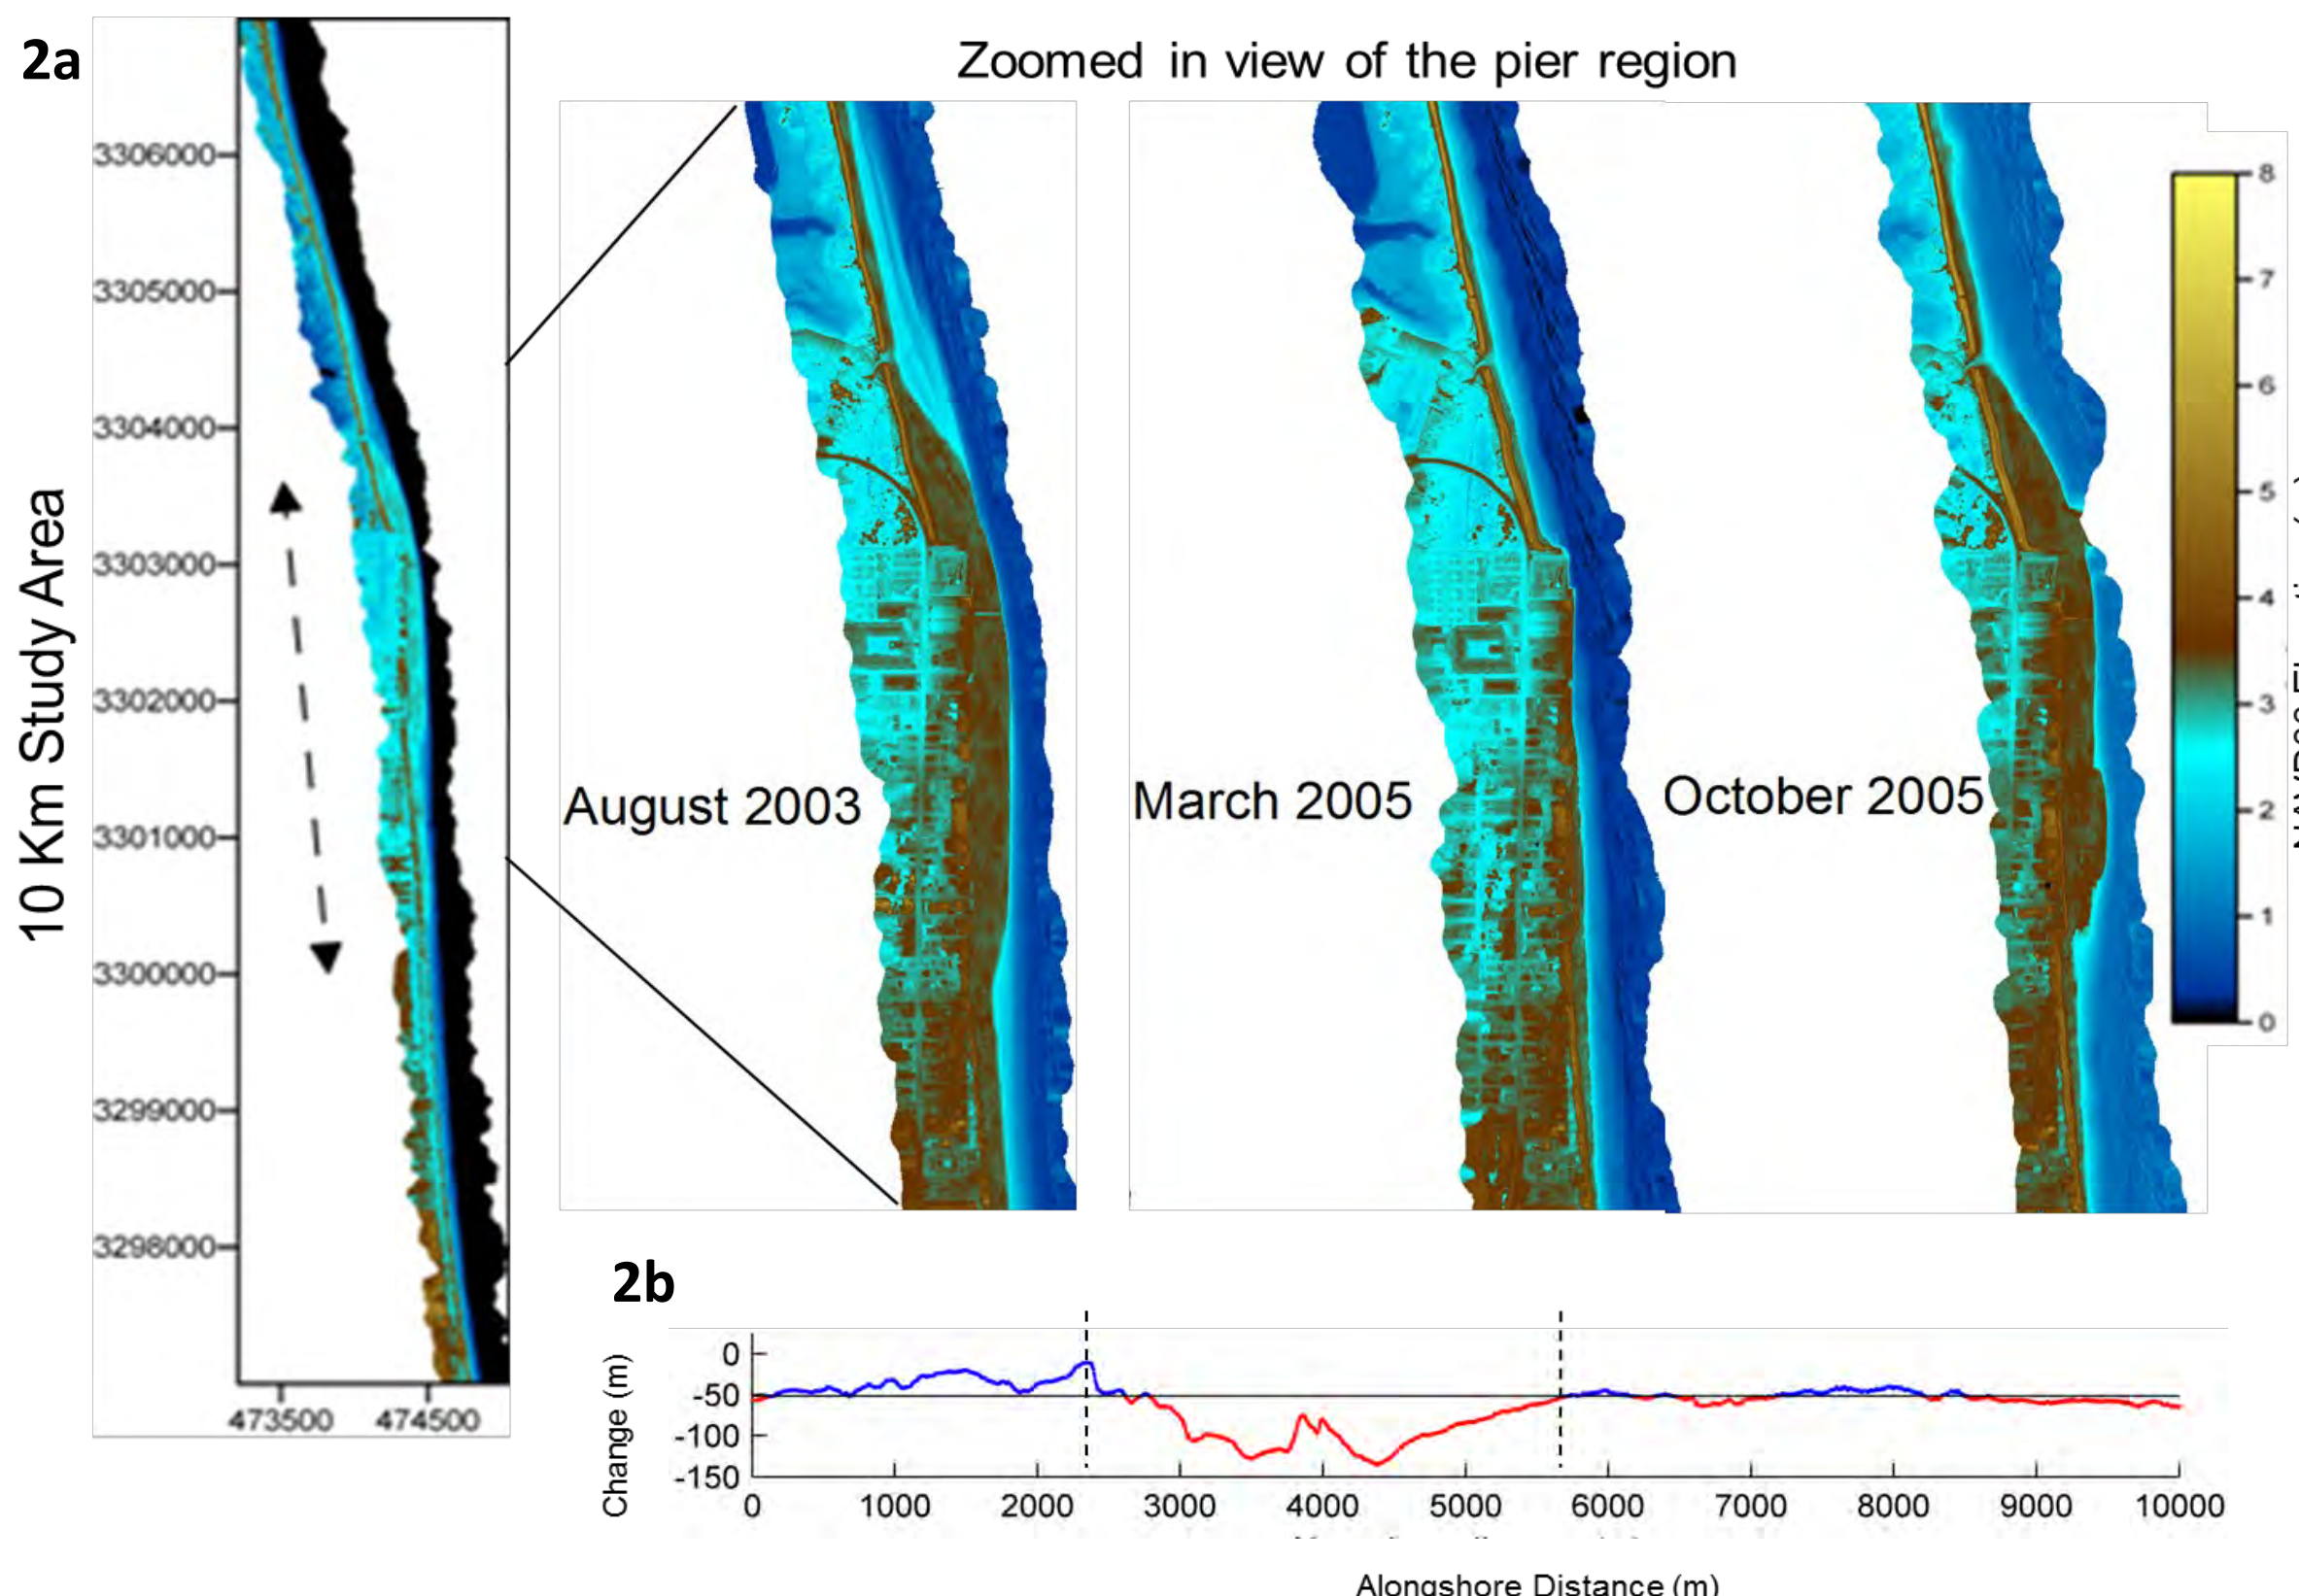 2a
Zoomed in view of the pier region
10 Km Study Area
3306000
3305000
3304000
3303000
3302000
3301000
3300000
3299000
3298000
473500 474500
August 2003
March 2005
October 2005
8
7
6
5
4
3
2
1
0
2b
Change (m)
0
-50
-100
-150
0 1000 2000 3000 4000 5000 6000 7000 8000 9000 10000
Alongshore Distance (m)